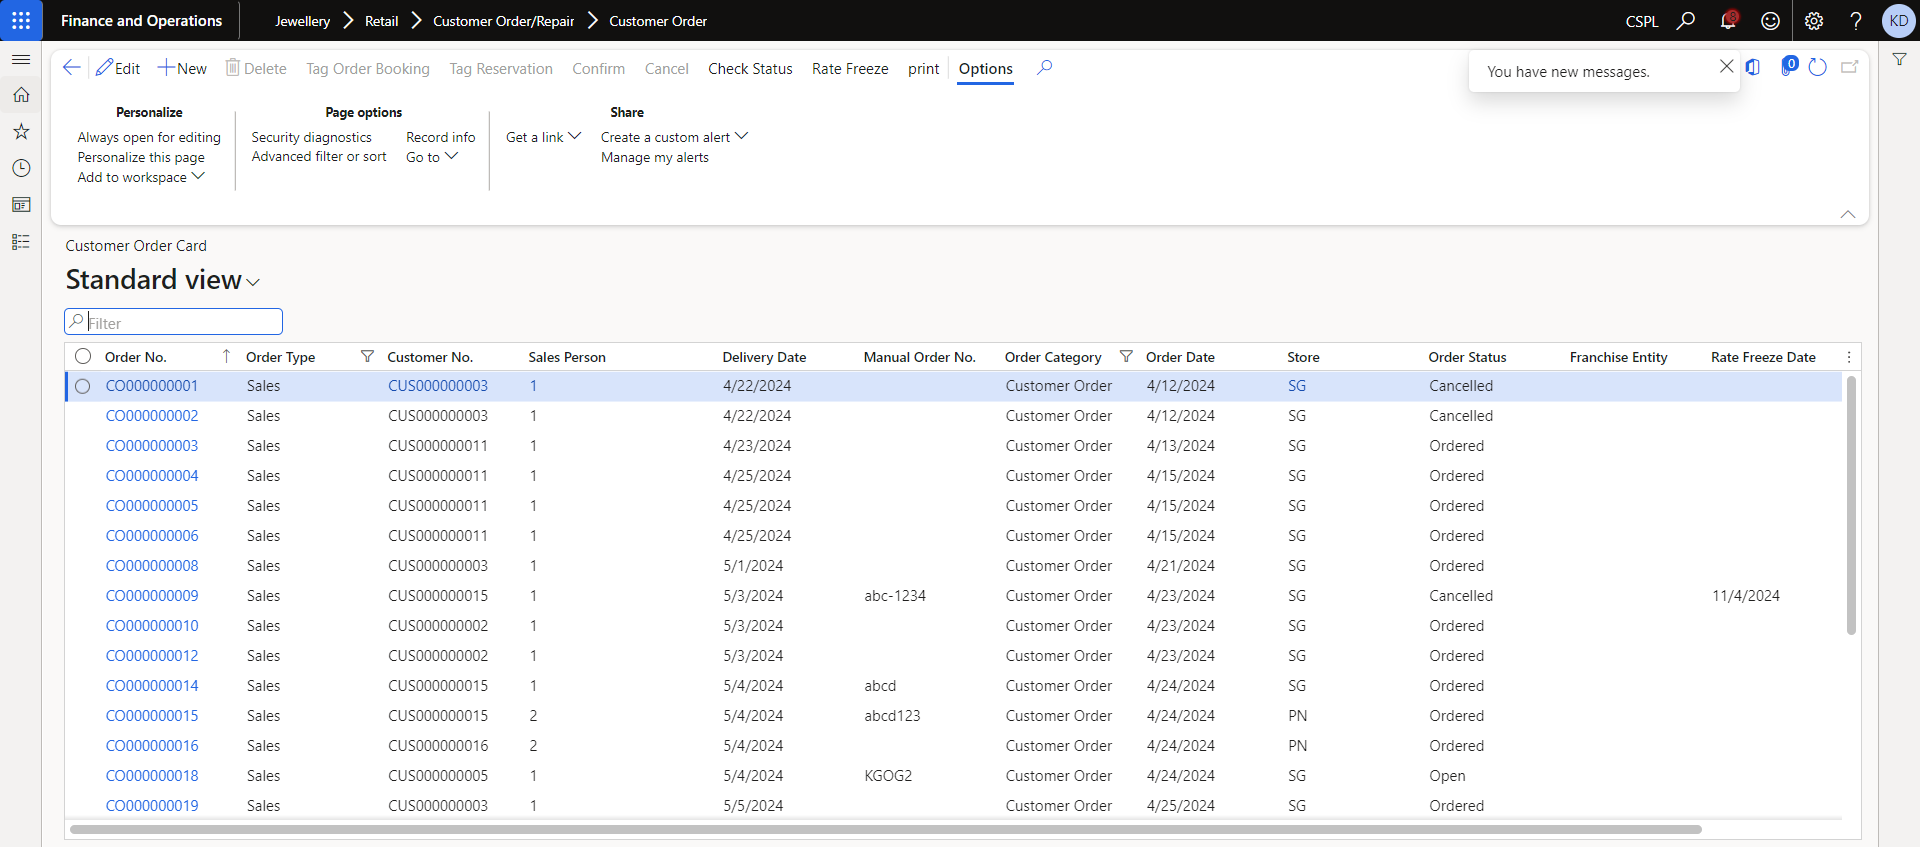 Finance and Operations
Jewellery Retail Customer Order/Repair Customer Order
CSPL 8 ? KD
Edit New Delete Tag Order Booking Tag Reservation Confirm Cancel Check Status Rate Freeze print Options
You have new messages.
0
Personalize
Always open for editing
Personalize this page
Add to workspace
Page options
Security diagnostics Record info
Advanced filter or sort Go to
Share
Get a link Create a custom alert
Manage my alerts
Customer Order Card
Standard view
Filter
Order No. Order Type Customer No. Sales Person Delivery Date Manual Order No. Order Category Order Date Store Order Status Franchise Entity Rate Freeze Date
CO000000001 Sales CUS000000003 1 4/22/2024 Customer Order 4/12/2024 SG Cancelled
CO000000002 Sales CUS000000003 1 4/22/2024 Customer Order 4/12/2024 SG Cancelled
CO000000003 Sales CUS000000011 1 4/23/2024 Customer Order 4/13/2024 SG Ordered
CO000000004 Sales CUS000000011 1 4/25/2024 Customer Order 4/15/2024 SG Ordered
CO000000005 Sales CUS000000011 1 4/25/2024 Customer Order 4/15/2024 SG Ordered
CO000000006 Sales CUS000000011 1 4/25/2024 Customer Order 4/15/2024 SG Ordered
CO000000008 Sales CUS000000003 1 5/1/2024 Customer Order 4/21/2024 SG Ordered
CO000000009 Sales CUS000000015 1 5/3/2024 abc-1234 Customer Order 4/23/2024 SG Cancelled 11/4/2024
CO000000010 Sales CUS000000002 1 5/3/2024 Customer Order 4/23/2024 SG Ordered
CO000000012 Sales CUS000000002 1 5/3/2024 Customer Order 4/23/2024 SG Ordered
CO000000014 Sales CUS000000015 1 5/4/2024 abcd Customer Order 4/24/2024 SG Ordered
CO000000015 Sales CUS000000015 2 5/4/2024 abcd123 Customer Order 4/24/2024 PN Ordered
CO000000016 Sales CUS000000016 2 5/4/2024 Customer Order 4/24/2024 PN Ordered
CO000000018 Sales CUS000000005 1 5/4/2024 KGOG2 Customer Order 4/24/2024 SG Open
CO000000019 Sales CUS000000003 1 5/5/2024 Customer Order 4/25/2024 SG Ordered